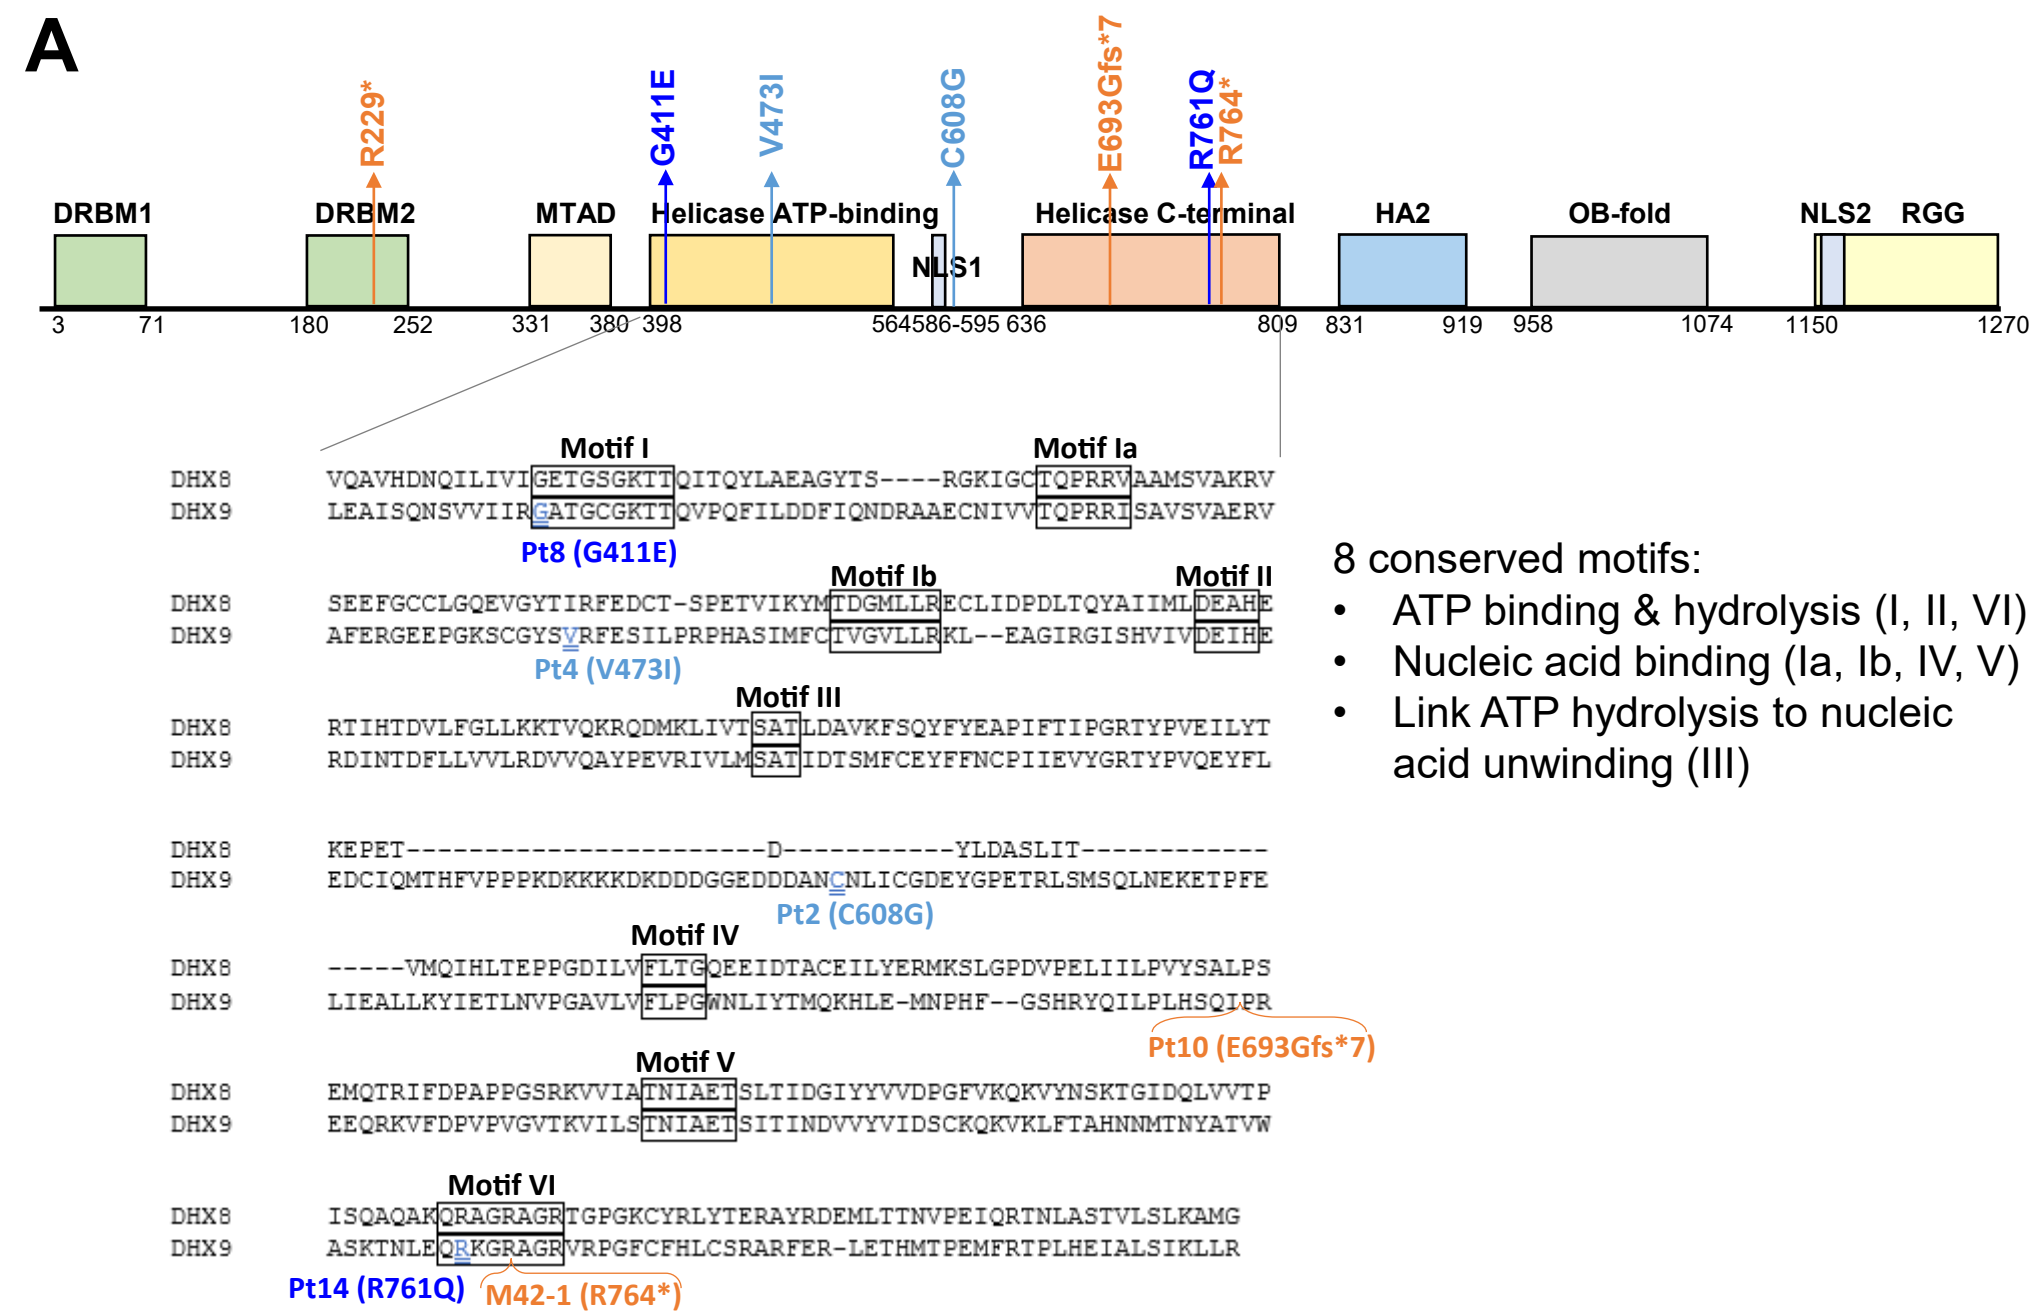 A
R229*
G411E
V473I
C608G
E693Gfs*7
R761Q
R764*
DRBM1 DRBM2 MTAD Helicase ATP-binding Helicase C-terminal HA2 OB-fold NLS2 RGG
NLS1
3 71 180 252 331 380 398 564 586-595 636 809 831 919 958 1074 1150 1270
Motif I Motif Ia
DHX8 VQAVHDNQILIVIGETGSGKTTQITQYLAEAGYTS----RGKIGCTQPRRVAAMSVAKRV
DHX9 LEAISQNSVVIIRGATGCGKTTQVPQFILDDFIQNDRAAECNIVVTQPRRISAVSVAERV
Pt8 (G411E)
Motif Ib Motif II
DHX8 SEEFGCCLGQEVGYTIRFEDCT-SPETVIKYMTDGMLLRECLIDPDLTQYAIIMLDEAHE
DHX9 AFERGEEPGKSCGYSVRFESILPRPHASIMFCTVGVLLRKL--EAGIRGISHVIVDEIHE
Pt4 (V473I)
Motif III
DHX8 RTIHTDVLFGLLKKTVQKRQDMKLIVTSATLDAVKFSQYFYEAPIFTIPGRTYPVEILYT
DHX9 RDINTDFLLVVLRDVVQAYPEVRIVLMSATIDTSMFCEYFFNCPIIEVYGRTYPVQEYFL
DHX8 KEPET-----------------------D-----------YLDASLIT------------
DHX9 EDCIQMTHFVPPPKDKKKKDKDDDGGEDDDANCNLICGDEYGPETRLSMSQLNEKETPFE
Pt2 (C608G)
Motif IV
DHX8 -----VMQIHLTEPPGDILVFLTGQEEIDTACEILYERMKSLGPDVPELIILPVYSALPS
DHX9 LIEALLKYIETLNVPGAVLVFLPGWNLIYTMQKHLE-MNPHF--GSHRYQILPLHSQIPR
Pt10 (E693Gfs*7)
Motif V
DHX8 EMQTRIFDPAPPGSRKVVIATNIAETSLTIDGIYYVVDPGFVKQKVYNSKTGIDQLVVTP
DHX9 EEQRKVFDPVPVGVTKVILSTNIAETSITINDVVYVIDSCKQKVKLFTAHNNMTNYATVW
Motif VI
DHX8 ISQAQAKQRAGRAGRTGPGKCYRLYTERAYRDEMLTTNVPEIQRTNLASTVLSLKAMG
DHX9 ASKTNLEQRKGRAGRVRPGFCFHLCSRARFER-LETHMTPEMFRTPLHEIALSIKLLR
Pt14 (R761Q) M42-1 (R764*)
8 conserved motifs:
• ATP binding & hydrolysis (I, II, VI)
• Nucleic acid binding (Ia, Ib, IV, V)
• Link ATP hydrolysis to nucleic
acid unwinding (III)